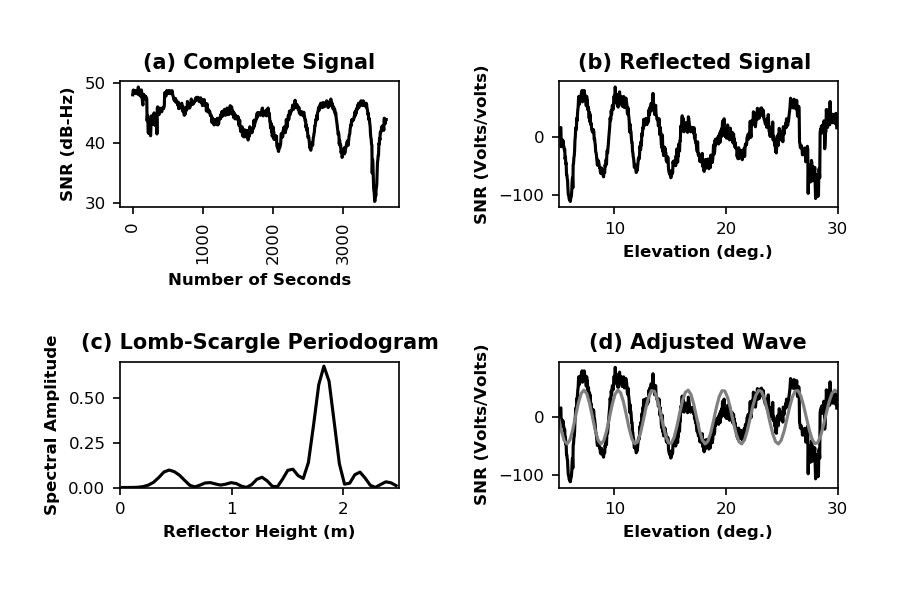 (a) Complete Signal
SNR (dB-Hz)
50
40
30
0
1000
2000
3000
Number of Seconds
(b) Reflected Signal
SNR (Volts/volts)
0
−100
10
20
30
Elevation (deg.)
(c) Lomb-Scargle Periodogram
Spectral Amplitude
0.50
0.25
0.00
0
1
2
Reflector Height (m)
(d) Adjusted Wave
SNR (Volts/Volts)
0
−100
10
20
30
Elevation (deg.)